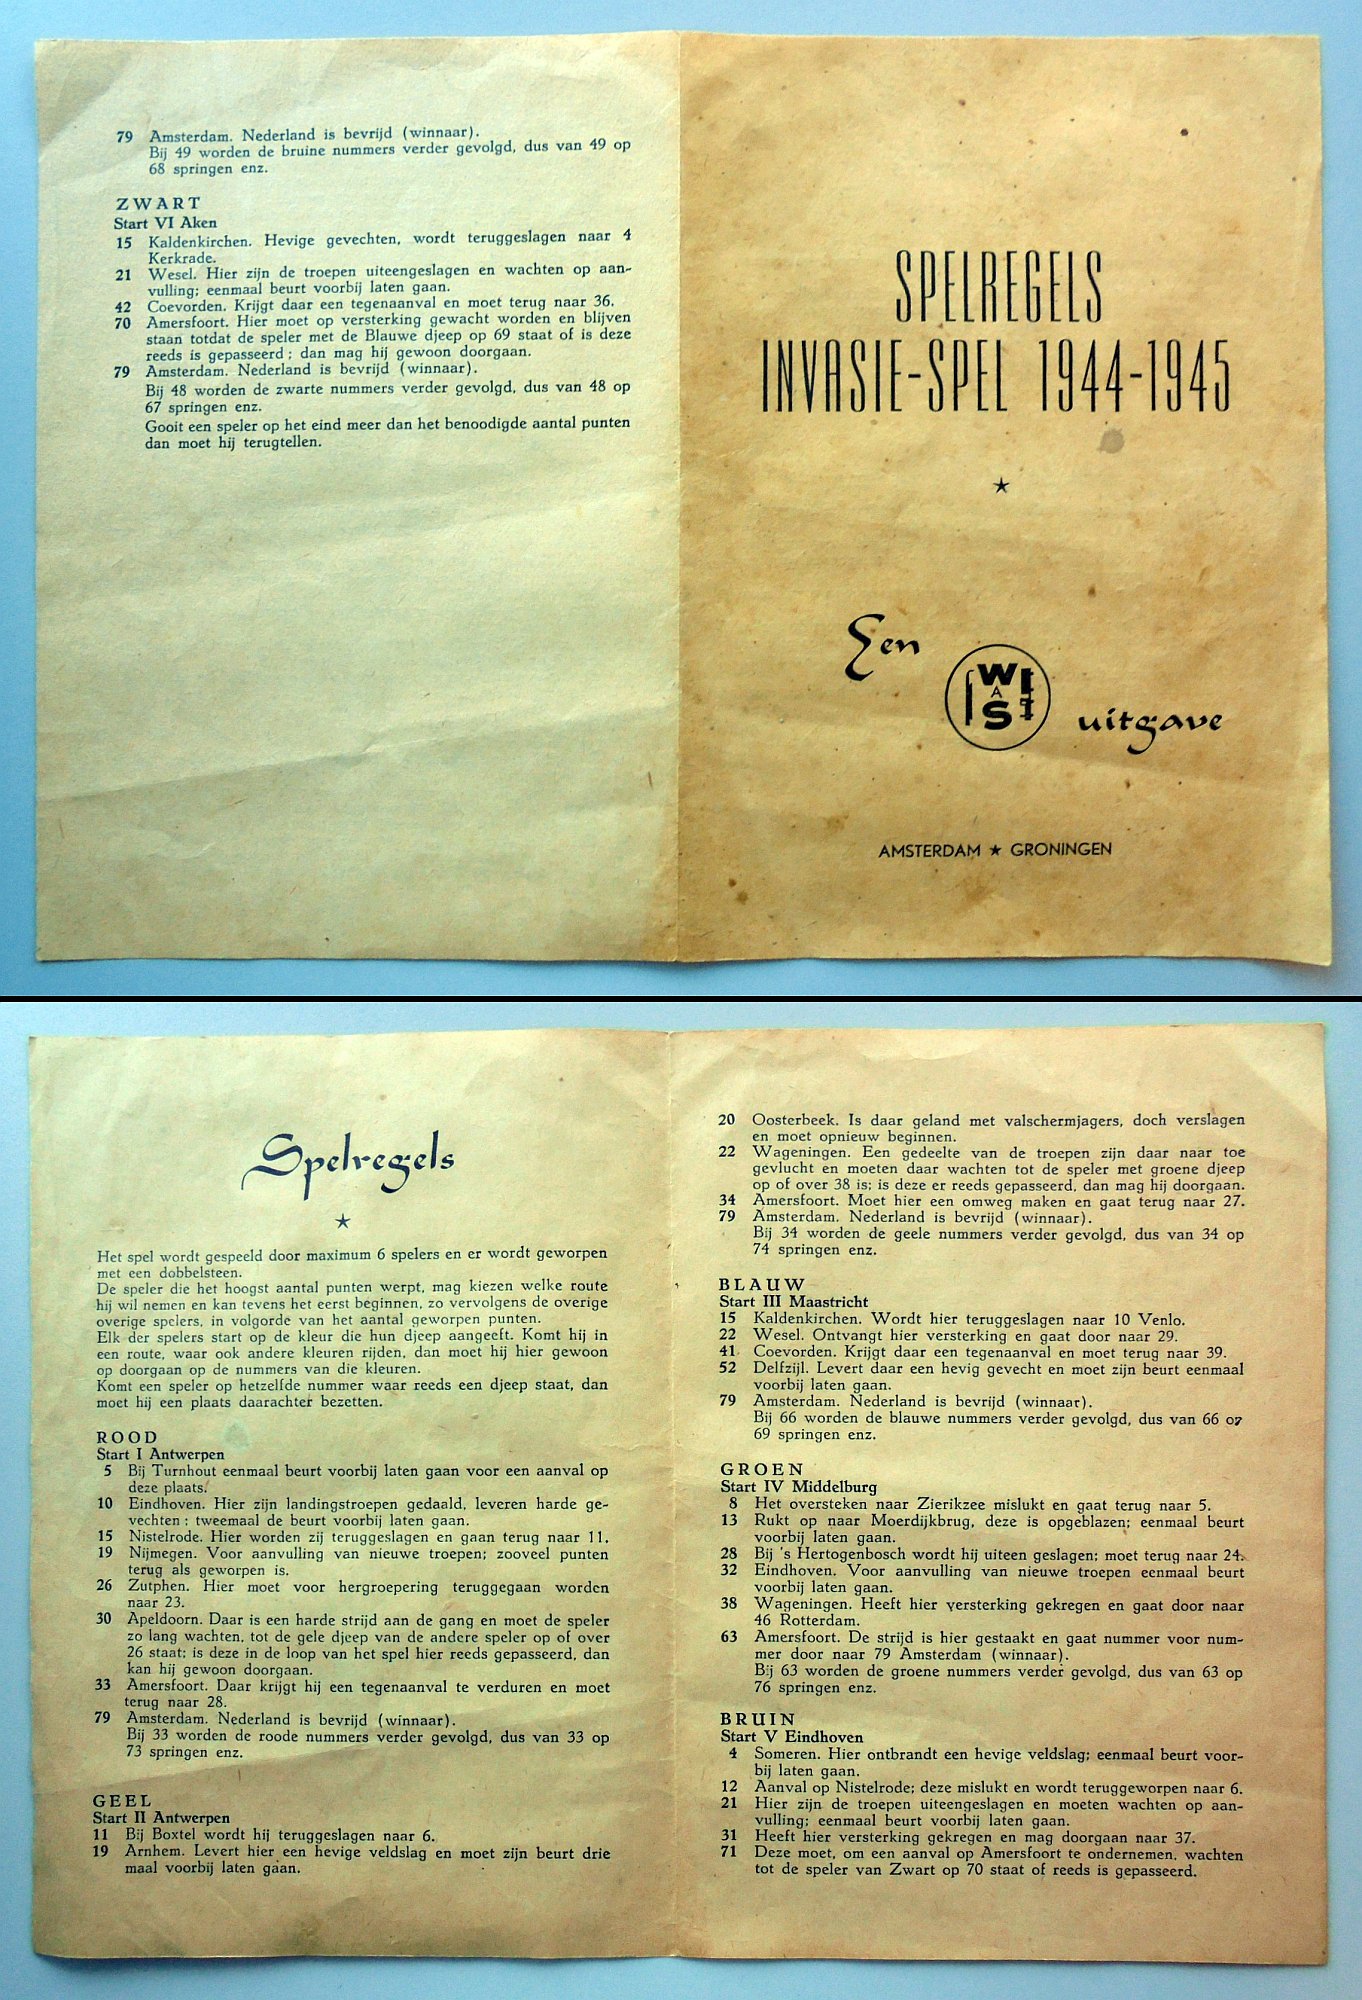 79 Amsterdam. Nederland is bevrijd (winnaar).
Bij 49 worden de bruine nummers verder gevolgd, dus van 49 op
68 springen enz.
ZWART
Start VI Aken
15 Kaldenkirchen. Hevige gevechten, wordt teruggeslagen naar 4
Kerkrade.
21 Wesel. Hier zijn de troepen uiteengeslagen en wachten op aan-
vulling; eenmaal beurt voorbij laten gaan.
42 Coevorden. Krijgt daar een tegenaanval en moet terug naar 36.
70 Amersfoort. Hier moet op versterking gewacht worden en blijven
staan totdat de speler met de Blauwe djeep op 69 staat of is deze
reeds is gepasseerd; dan mag hij gewoon doorgaan.
79 Amsterdam. Nederland is bevrijd (winnaar).
Bij 48 worden de zwarte nummers verder gevolgd, dus van 48 op
67 springen enz.
Gooit een speler op het eind meer dan het benoodigde aantal punten
dan moet hij terugtellen.
SPELREGELS
INVASIE-SPEL 1944-1945
★
Een
W
A
S
uitgave
AMSTERDAM ★ GRONINGEN
Spelregels
★
Het spel wordt gespeeld door maximum 6 spelers en er wordt geworpen
met een dobbelsteen.
De speler die het hoogst aantal punten werpt, mag kiezen welke route
hij wil nemen en kan tevens het eerst beginnen, zo vervolgens de overige
overige spelers, in volgorde van het aantal geworpen punten.
Elk der spelers start op de kleur die hun djeep aangeeft. Komt hij in
een route, waar ook andere kleuren rijden, dan moet hij hier gewoon
op doorgaan op de nummers van die kleuren.
Komt een speler op hetzelfde nummer waar reeds een djeep staat, dan
moet hij een plaats daarachter bezetten.
ROOD
Start I Antwerpen
5 Bij Turnhout eenmaal beurt voorbij laten gaan voor een aanval op
deze plaats.
10 Eindhoven. Hier zijn landingstroepen gedaald, leveren harde ge-
vechten; tweemaal de beurt voorbij laten gaan.
15 Nistelrode. Hier worden zij teruggeslagen en gaan terug naar 11.
19 Nijmegen. Voor aanvulling van nieuwe troepen; zooveel punten
terug als geworpen is.
26 Zutphen. Hier moet voor hergroepering teruggegaan worden
naar 23.
30 Apeldoorn. Daar is een harde strijd aan de gang en moet de speler
zo lang wachten, tot de gele djeep van de andere speler op of over
26 staat; is deze in de loop van het spel hier reeds gepasseerd, dan
kan hij gewoon doorgaan.
33 Amersfoort. Daar krijgt hij een tegenaanval te verduren en moet
terug naar 28.
79 Amsterdam. Nederland is bevrijd (winnaar).
Bij 33 worden de roode nummers verder gevolgd, dus van 33 op
73 springen enz.
GEEL
Start II Antwerpen
11 Bij Boxtel wordt hij teruggeslagen naar 6.
19 Arnhem. Levert hier een hevige veldslag en moet zijn beurt drie
maal voorbij laten gaan.
20 Oosterbeek. Is daar geland met valschermjagers, doch verslagen
en moet opnieuw beginnen.
22 Wageningen. Een gedeelte van de troepen zijn daar naar toe
gevlucht en moeten daar wachten tot de speler met groene djeep
op of over 38 is; is deze er reeds gepasseerd, dan mag hij doorgaan.
34 Amersfoort. Moet hier een omweg maken en gaat terug naar 27.
79 Amsterdam. Nederland is bevrijd (winnaar).
Bij 34 worden de geele nummers verder gevolgd, dus van 34 op
74 springen enz.
BLAUW
Start III Maastricht
15 Kaldenkirchen. Wordt hier teruggeslagen naar 10 Venlo.
22 Wesel. Ontvangt hier versterking en gaat door naar 29.
41 Coevorden. Krijgt daar een tegenaanval en moet terug naar 39.
52 Delfzijl. Levert daar een hevig gevecht en moet zijn beurt eenmaal
voorbij laten gaan.
79 Amsterdam. Nederland is bevrijd (winnaar).
Bij 66 worden de blauwe nummers verder gevolgd, dus van 66 op
69 springen enz.
GROEN
Start IV Middelburg
8 Het oversteken naar Zierikzee mislukt en gaat terug naar 5.
13 Rukt op naar Moerdijkbrug, deze is opgeblazen; eenmaal beurt
voorbij laten gaan.
28 Bij 's Hertogenbosch wordt hij uiteen geslagen; moet terug naar 24.
32 Eindhoven. Voor aanvulling van nieuwe troepen eenmaal beurt
voorbij laten gaan.
38 Wageningen. Heeft hier versterking gekregen en gaat door naar
46 Rotterdam.
63 Amersfoort. De strijd is hier gestaakt en gaat nummer voor num-
mer door naar 79 Amsterdam (winnaar).
Bij 63 worden de groene nummers verder gevolgd, dus van 63 op
76 springen enz.
BRUIN
Start V Eindhoven
4 Someren. Hier ontbrandt een hevige veldslag; eenmaal beurt voor-
bij laten gaan.
12 Aanval op Nistelrode; deze mislukt en wordt teruggeworpen naar 6.
21 Hier zijn de troepen uiteengeslagen en moeten wachten op aan-
vulling; eenmaal beurt voorbij laten gaan.
31 Heeft hier versterking gekregen en mag doorgaan naar 37.
71 Deze moet, om een aanval op Amersfoort te ondernemen, wachten
tot de speler van Zwart op 70 staat of reeds is gepasseerd.